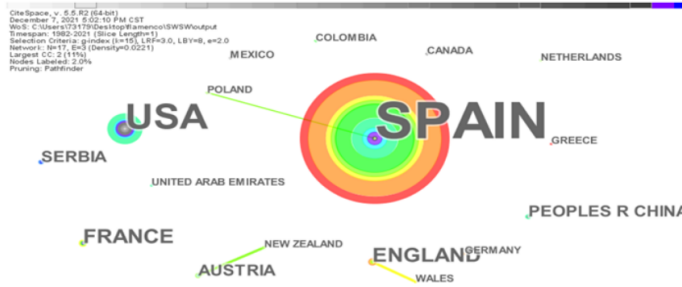 CiteSpace, v. 5.5.R2 (64-bit)
December 7, 2021 5:02:10 PM CST
WoS: C:\Users\73179\Desktop\flamenco\SWSW\output
Timespan: 1982-2021 (Slice Length=1)
Selection Criteria: g-index (k=15), LRF=3.0, LBY=8, e=2.0
Network: N=17, E=3 (Density=0.0221)
Largest CC: 2 (11%)
Nodes Labeled: 2.0%
Pruning: Pathfinder
COLOMBIA
MEXICO
CANADA
NETHERLANDS
POLAND
USA
SPAIN
GREECE
SERBIA
UNITED ARAB EMIRATES
PEOPLES R CHINA
FRANCE
NEW ZEALAND
ENGLAND
GERMANY
AUSTRIA
WALES